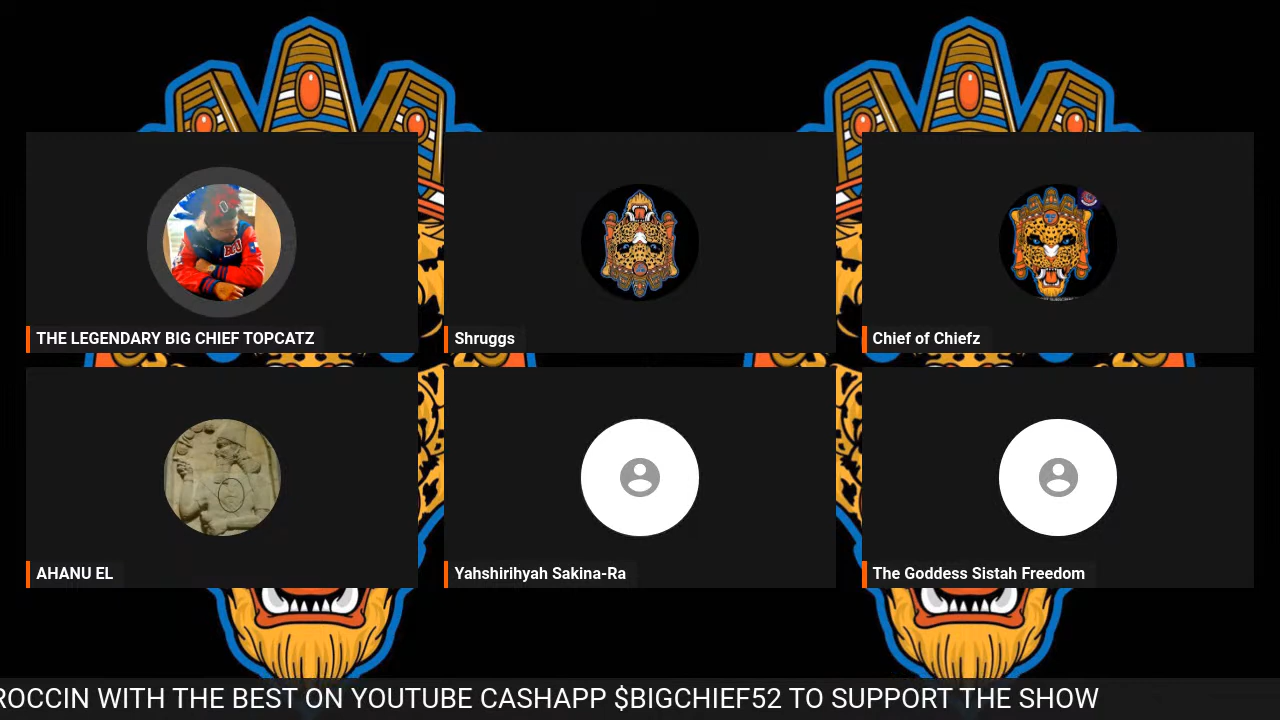 THE LEGENDARY BIG CHIEF TOPCATZ
Shruggs
Chief of Chiefz
AHANU EL
Yahshirihyah Sakina-Ra
The Goddess Sistah Freedom
ROCCIN WITH THE BEST ON YOUTUBE CASHAPP $BIGCHIEF52 TO SUPPORT THE SHOW